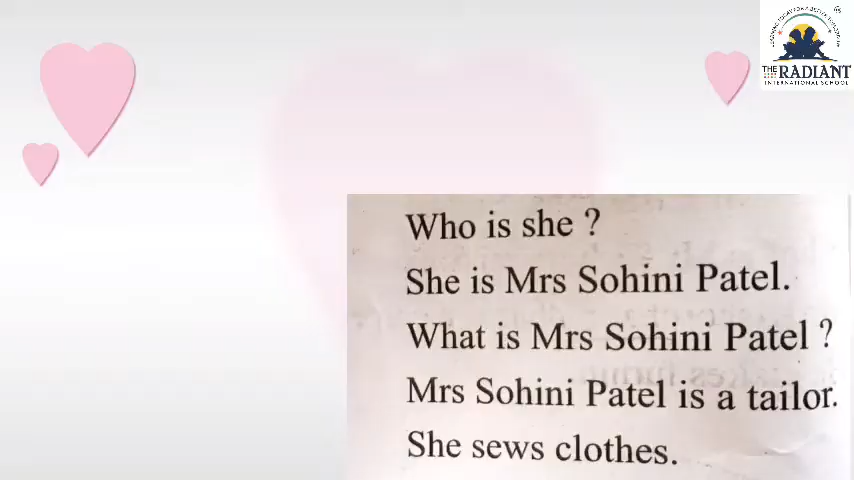 THE RADIANT
INTERNATIONAL SCHOOL
Who is she ?
She is Mrs Sohini Patel.
What is Mrs Sohini Patel ?
Mrs Sohini Patel is a tailor.
She sews clothes.